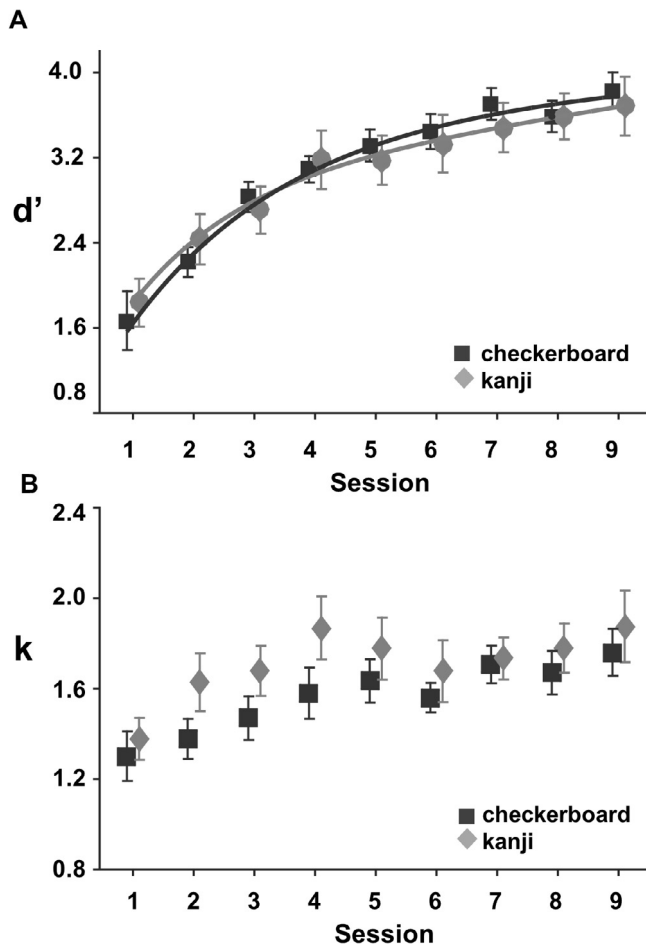 A
4.0
3.2
d'
2.4
1.6
checkerboard
kanji
0.8
1 2 3 4 5 6 7 8 9
Session
B
2.4
2.0
k
1.6
1.2
checkerboard
kanji
0.8
1 2 3 4 5 6 7 8 9
Session